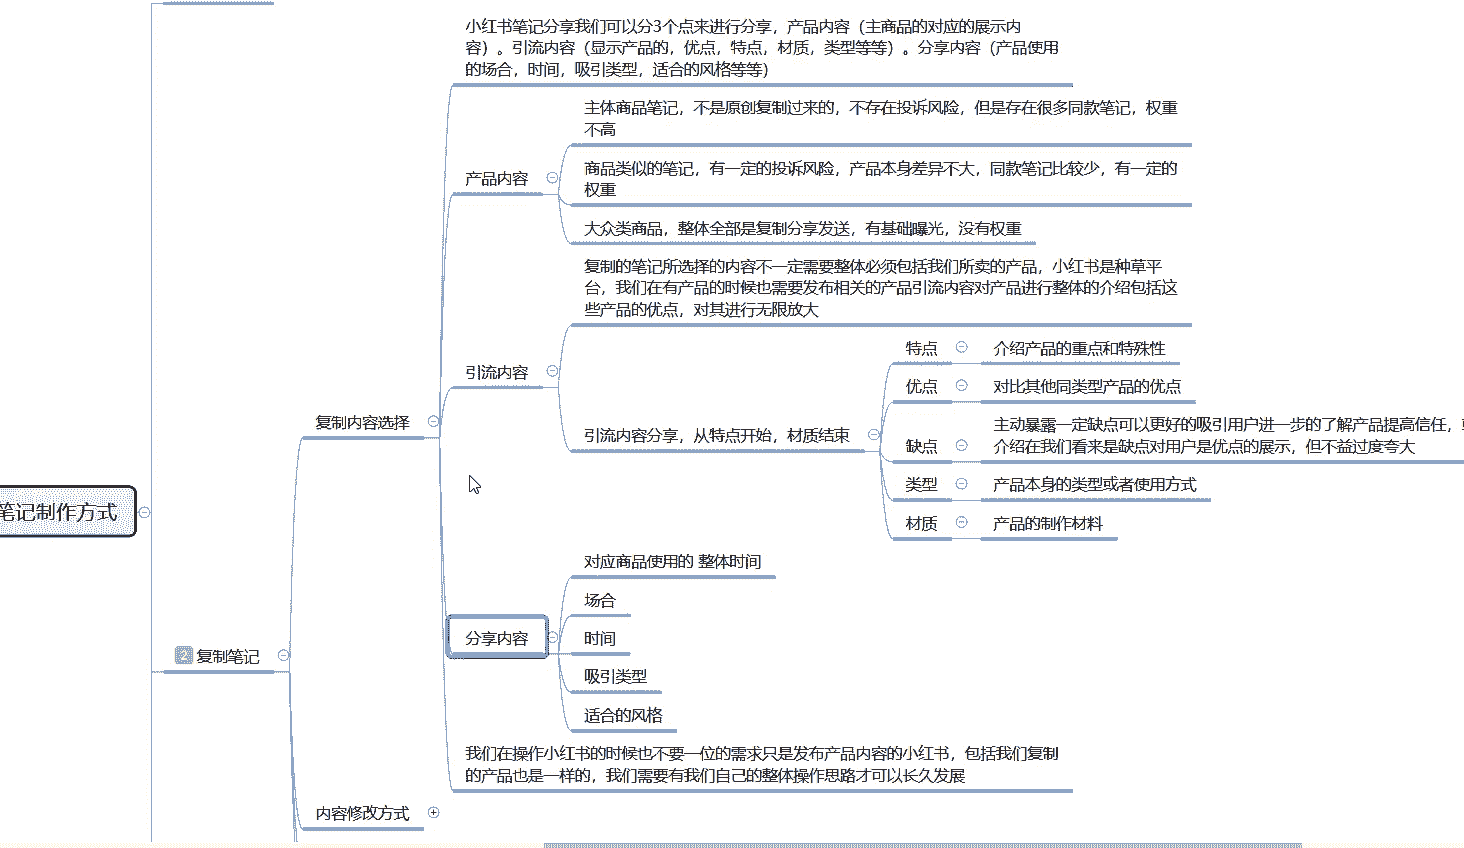 小红书笔记分享我们可以分3个点来进行分享，产品内容（主商品的对应的展示内
容）。引流内容（显示产品的，优点，特点，材质，类型等等）。分享内容（产品使用
的场合，时间，吸引类型，适合的风格等等）
主体商品笔记，不是原创复制过来的，不存在投诉风险，但是存在很多同款笔记，权重
不高
产品内容
商品类似的笔记，有一定的投诉风险，产品本身差异不大，同款笔记比较少，有一定的
权重
大众类商品，整体全部是复制分享发送，有基础曝光，没有权重
复制的笔记所选择的内容不一定需要整体必须包括我们所卖的产品，小红书是种草平
台，我们在有产品的时候也需要发布相关的产品引流内容对产品进行整体的介绍包括这
些产品的优点，对其进行无限放大
引流内容
特点
介绍产品的重点和特殊性
优点
对比其他同类型产品的优点
复制内容选择
引流内容分享，从特点开始，材质结束
缺点
主动暴露一定缺点可以更好的吸引用户进一步的了解产品提高信任，
介绍在我们看来是缺点对用户是优点的展示，但不益过度夸大
类型
产品本身的类型或者使用方式
笔记制作方式
材质
产品的制作材料
对应商品使用的 整体时间
场合
分享内容
时间
2 复制笔记
吸引类型
适合的风格
我们在操作小红书的时候也不要一位的需求只是发布产品内容的小红书，包括我们复制
的产品也是一样的，我们需要有我们自己的整体操作思路才可以长久发展
内容修改方式